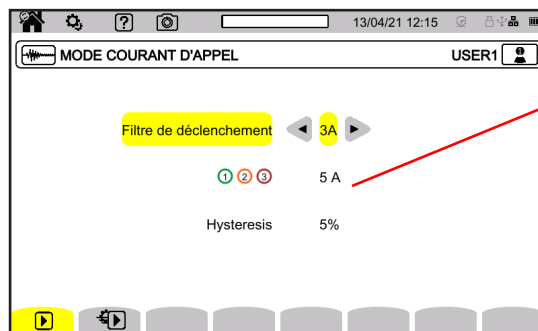 ? 13/04/21 12:15
MODE COURANT D'APPEL USER1
Filtre de déclenchement 3A
1 2 3 5 A
Hysteresis 5%